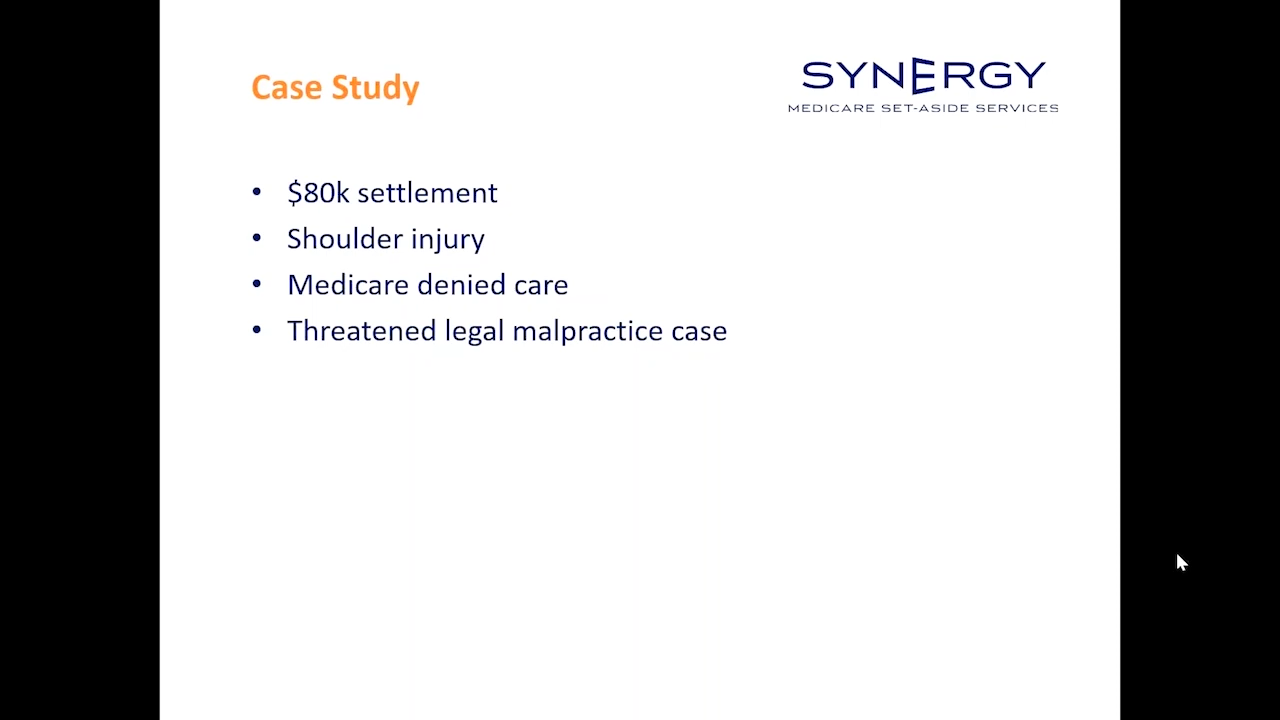 Case Study
SYNERGY
MEDICARE SET-ASIDE SERVICES
• $80k settlement
• Shoulder injury
• Medicare denied care
• Threatened legal malpractice case